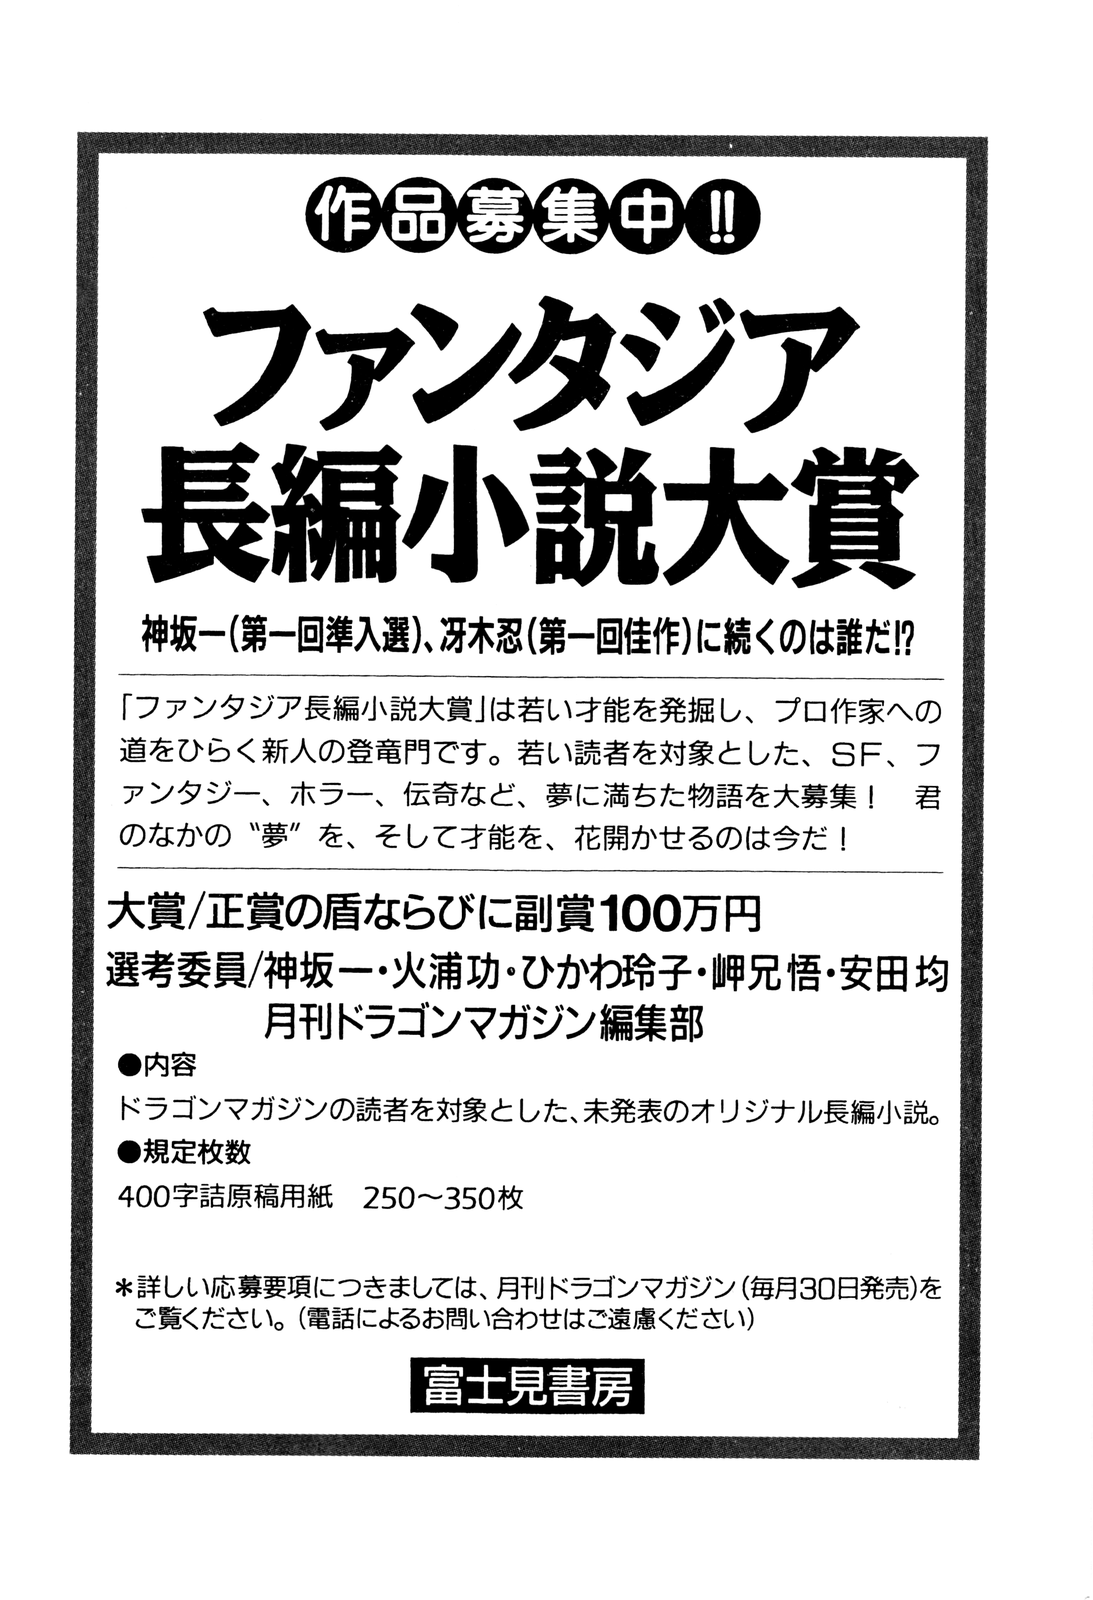 作品募集中!!
ファンタジア
長編小説大賞
神坂一(第一回準入選)、冴木忍(第一回佳作)に続くのは誰だ!?
「ファンタジア長編小説大賞」は若い才能を発掘し、プロ作家への
道をひらく新人の登竜門です。若い読者を対象とした、SF、フ
ァンタジー、ホラー、伝奇など、夢に満ちた物語を大募集!　君
のなかの〝夢〟を、そして才能を、花開かせるのは今だ!
大賞/正賞の盾ならびに副賞100万円
選考委員/神坂一・火浦功・ひかわ玲子・岬兄悟・安田均
月刊ドラゴンマガジン編集部
●内容
ドラゴンマガジンの読者を対象とした、未発表のオリジナル長編小説。
●規定枚数
400字詰原稿用紙　250〜350枚
＊詳しい応募要項につきましては、月刊ドラゴンマガジン(毎月30日発売)を
ご覧ください。(電話によるお問い合わせはご遠慮ください)
富士見書房